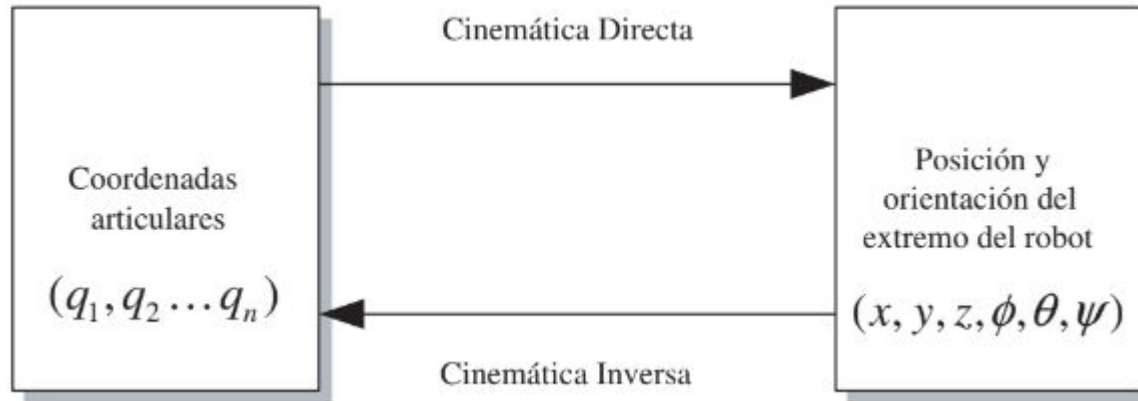 Cinemática Directa
Coordenadas
articulares
(q₁, q₂ ... qₙ)
Posición y
orientación del
extremo del robot
(x, y, z, ϕ, θ, ψ)
Cinemática Inversa